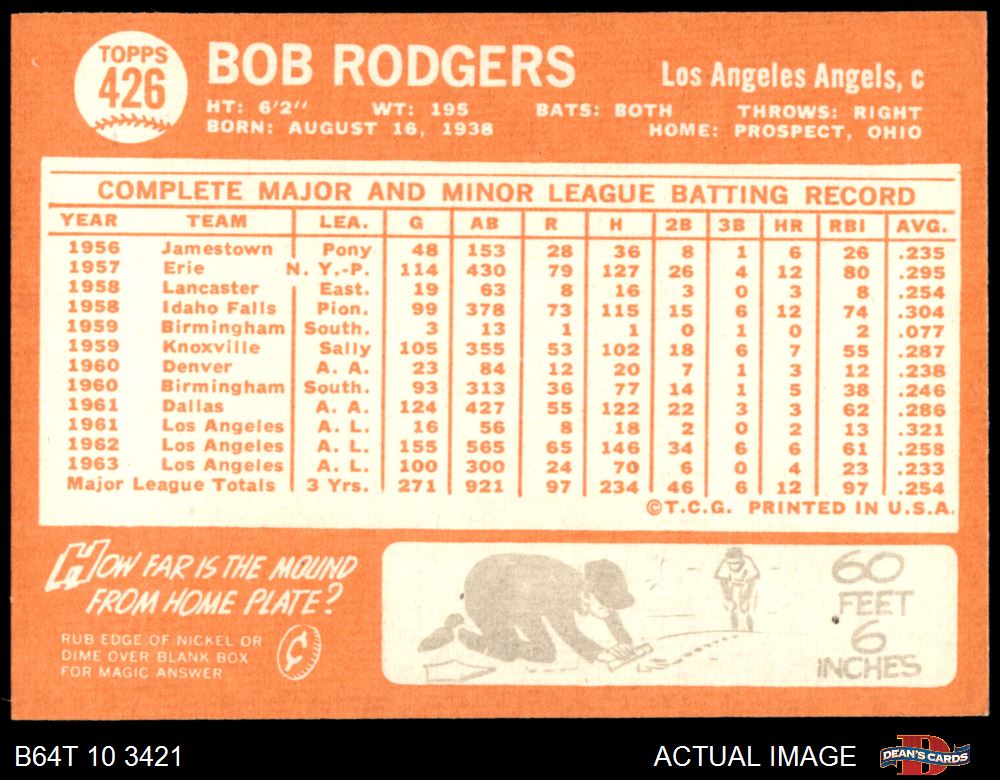 TOPPS
426
BOB RODGERS
Los Angeles Angels, c
HT: 6'2" WT: 195 BATS: BOTH THROWS: RIGHT
BORN: AUGUST 16, 1938 HOME: PROSPECT, OHIO
COMPLETE MAJOR AND MINOR LEAGUE BATTING RECORD
YEAR TEAM LEA. G AB R H 2B 3B HR RBI AVG.
1956 Jamestown Pony 48 153 28 36 8 1 6 26 .235
1957 Erie N. Y.-P. 114 430 79 127 26 4 12 80 .295
1958 Lancaster East. 19 63 8 16 3 0 3 8 .254
1958 Idaho Falls Pion. 99 378 73 115 15 6 12 74 .304
1959 Birmingham South. 3 13 1 1 0 1 0 2 .077
1959 Knoxville Sally 105 355 53 102 18 6 7 55 .287
1960 Denver A. A. 23 84 12 20 7 1 3 12 .238
1960 Birmingham South. 93 313 36 77 14 1 5 38 .246
1961 Dallas A. A. 124 427 55 122 22 3 3 62 .286
1961 Los Angeles A. L. 16 56 8 18 2 0 2 13 .321
1962 Los Angeles A. L. 155 565 65 146 34 6 6 61 .258
1963 Los Angeles A. L. 100 300 24 70 6 0 4 23 .233
Major League Totals 3 Yrs. 271 921 97 234 46 6 12 97 .254
©T.C.G. PRINTED IN U.S.A.
HOW FAR IS THE MOUND
FROM HOME PLATE?
RUB EDGE OF NICKEL OR
DIME OVER BLANK BOX
FOR MAGIC ANSWER
60
FEET
6
INCHES
B64T 10 3421
ACTUAL IMAGE
DEAN'S CARDS